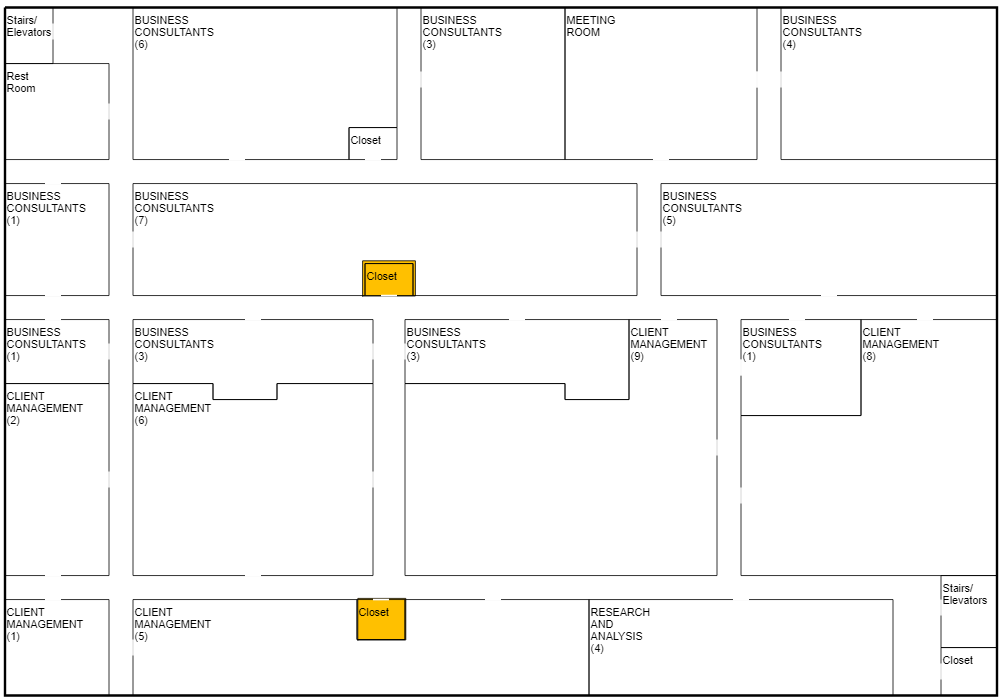 Stairs/
Elevators
BUSINESS
CONSULTANTS
(6)
BUSINESS
CONSULTANTS
(3)
MEETING
ROOM
BUSINESS
CONSULTANTS
(4)
Rest
Room
Closet
BUSINESS
CONSULTANTS
(1)
BUSINESS
CONSULTANTS
(7)
BUSINESS
CONSULTANTS
(5)
Closet
BUSINESS
CONSULTANTS
(1)
BUSINESS
CONSULTANTS
(3)
BUSINESS
CONSULTANTS
(3)
CLIENT
MANAGEMENT
(9)
BUSINESS
CONSULTANTS
(1)
CLIENT
MANAGEMENT
(8)
CLIENT
MANAGEMENT
(2)
CLIENT
MANAGEMENT
(6)
Stairs/
Elevators
CLIENT
MANAGEMENT
(1)
CLIENT
MANAGEMENT
(5)
Closet
RESEARCH
AND
ANALYSIS
(4)
Closet